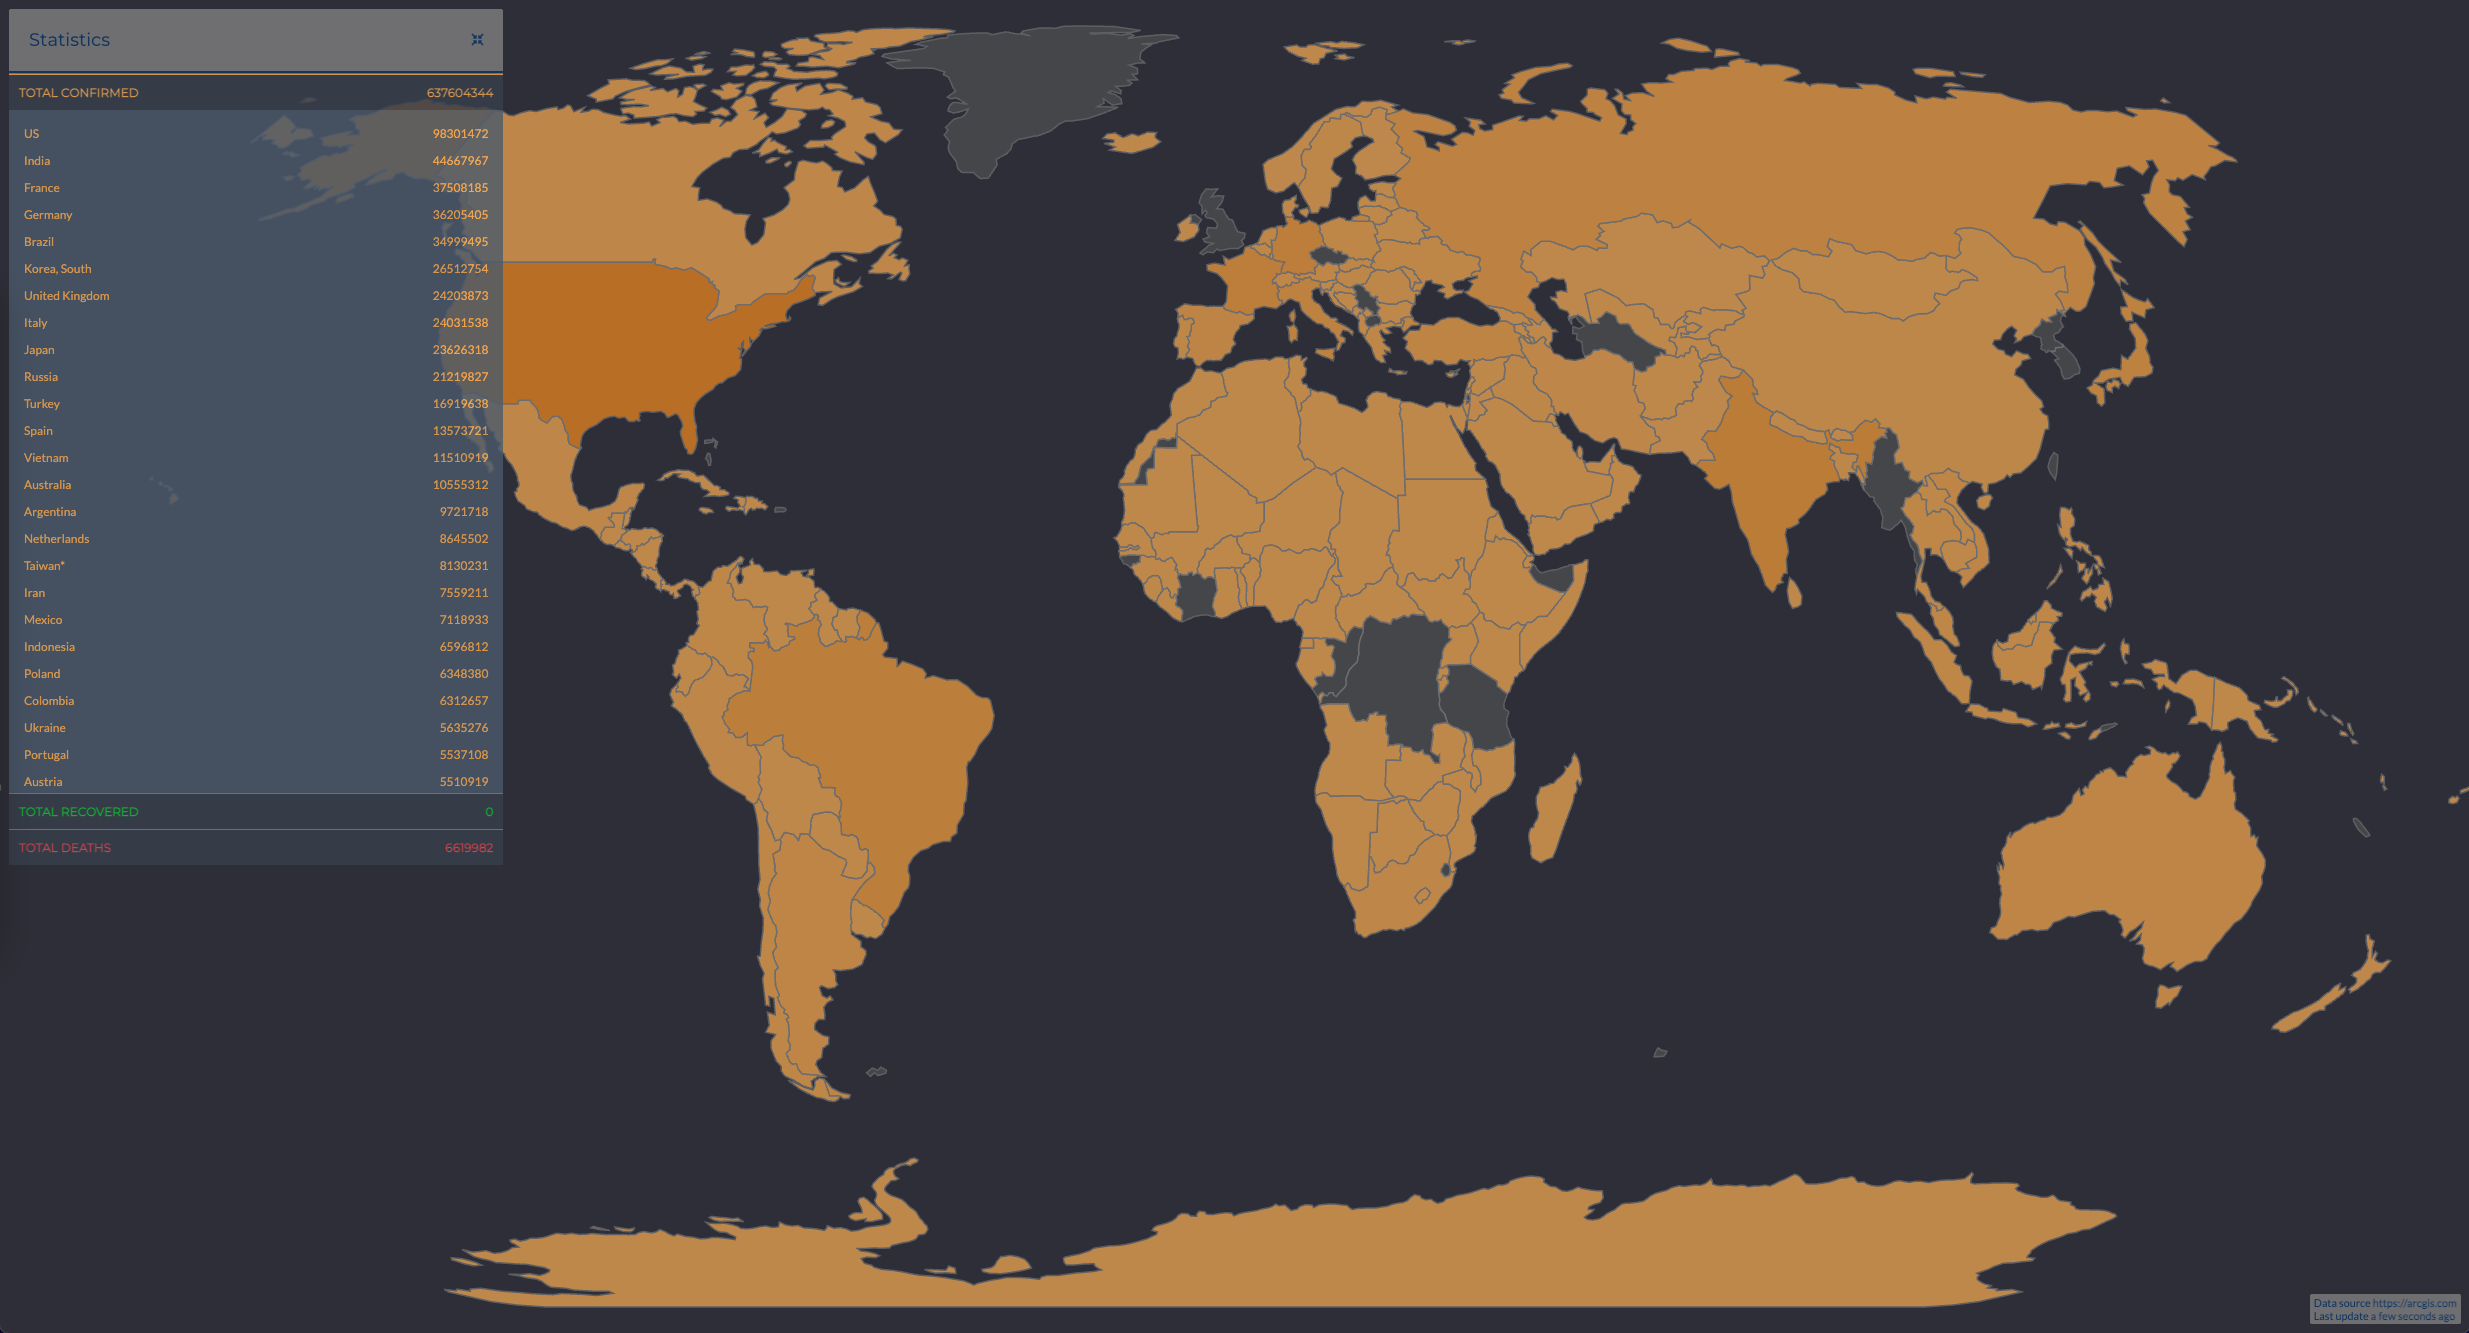 Statistics
TOTAL CONFIRMED 637604344
US 98301472
India 44667967
France 37508185
Germany 36205405
Brazil 34999495
Korea, South 26512754
United Kingdom 24203873
Italy 24031538
Japan 23626318
Russia 21219827
Turkey 16919638
Spain 13573721
Vietnam 11510919
Australia 10555312
Argentina 9721718
Netherlands 8645502
Taiwan* 8130231
Iran 7559211
Mexico 7118933
Indonesia 6596812
Poland 6348380
Colombia 6312657
Ukraine 5635276
Portugal 5537108
Austria 5510919
TOTAL RECOVERED 0
TOTAL DEATHS 6619982
Data source https://arcgis.com
Last update a few seconds ago